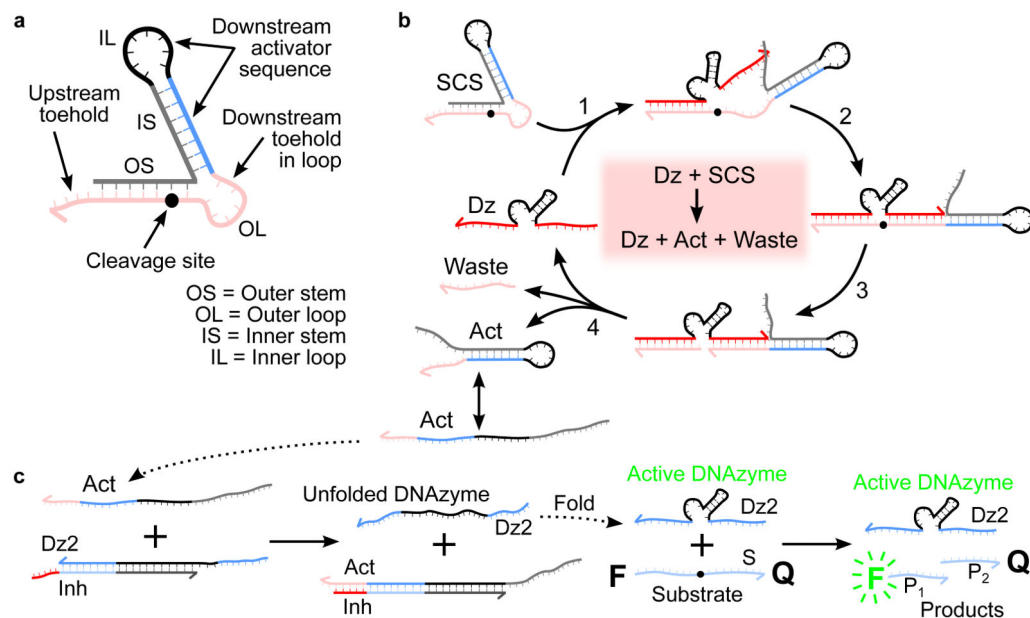 a
IL
Downstream
activator
sequence
Upstream
toehold
IS
Downstream
toehold
in loop
OS
OL
Cleavage site
OS = Outer stem
OL = Outer loop
IS = Inner stem
IL = Inner loop
b
SCS
1
2
Dz
Dz + SCS
Dz + Act + Waste
Waste
3
Act
4
Act
c
Act
+
Dz2
Inh
Unfolded DNAzyme
Dz2
+
Act
Inh
Fold
Active DNAzyme
Dz2
+
F
S
Q
Substrate
Active DNAzyme
Dz2
F
P1
P2
Q
Products